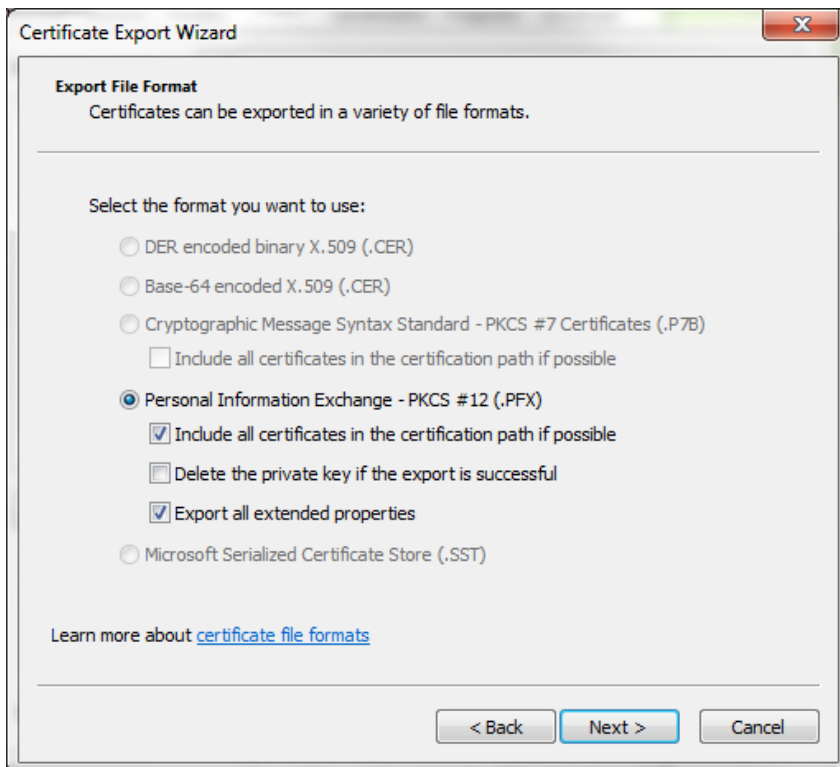 Certificate Export Wizard
Export File Format
Certificates can be exported in a variety of file formats.
Select the format you want to use:
DER encoded binary X.509 (.CER)
Base-64 encoded X.509 (.CER)
Cryptographic Message Syntax Standard - PKCS #7 Certificates (.P7B)
Include all certificates in the certification path if possible
Personal Information Exchange - PKCS #12 (.PFX)
Include all certificates in the certification path if possible
Delete the private key if the export is successful
Export all extended properties
Microsoft Serialized Certificate Store (.SST)
Learn more about certificate file formats
< Back Next > Cancel